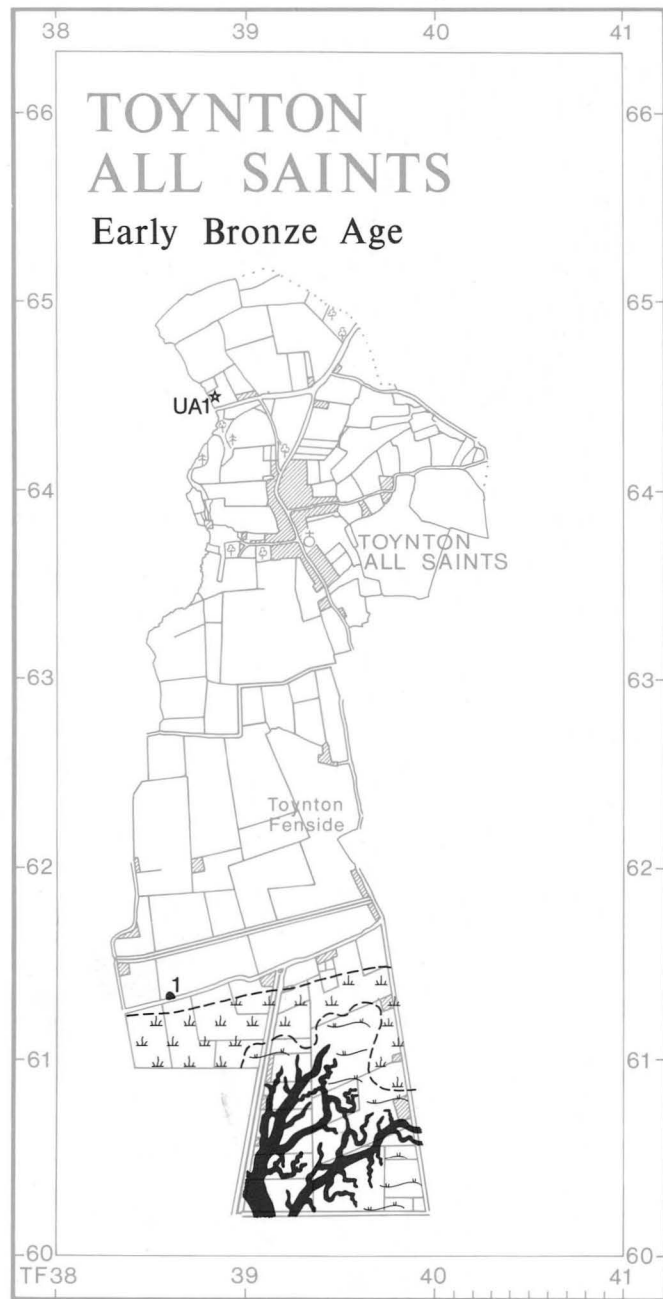 38 39 40 41
66 66
TOYNTON
ALL SAINTS
Early Bronze Age
65 65
UA1
64 64
TOYNTON
ALL SAINTS
63 63
Toynton
Fenside
62 62
1
61 61
60 60
TF38 39 40 41